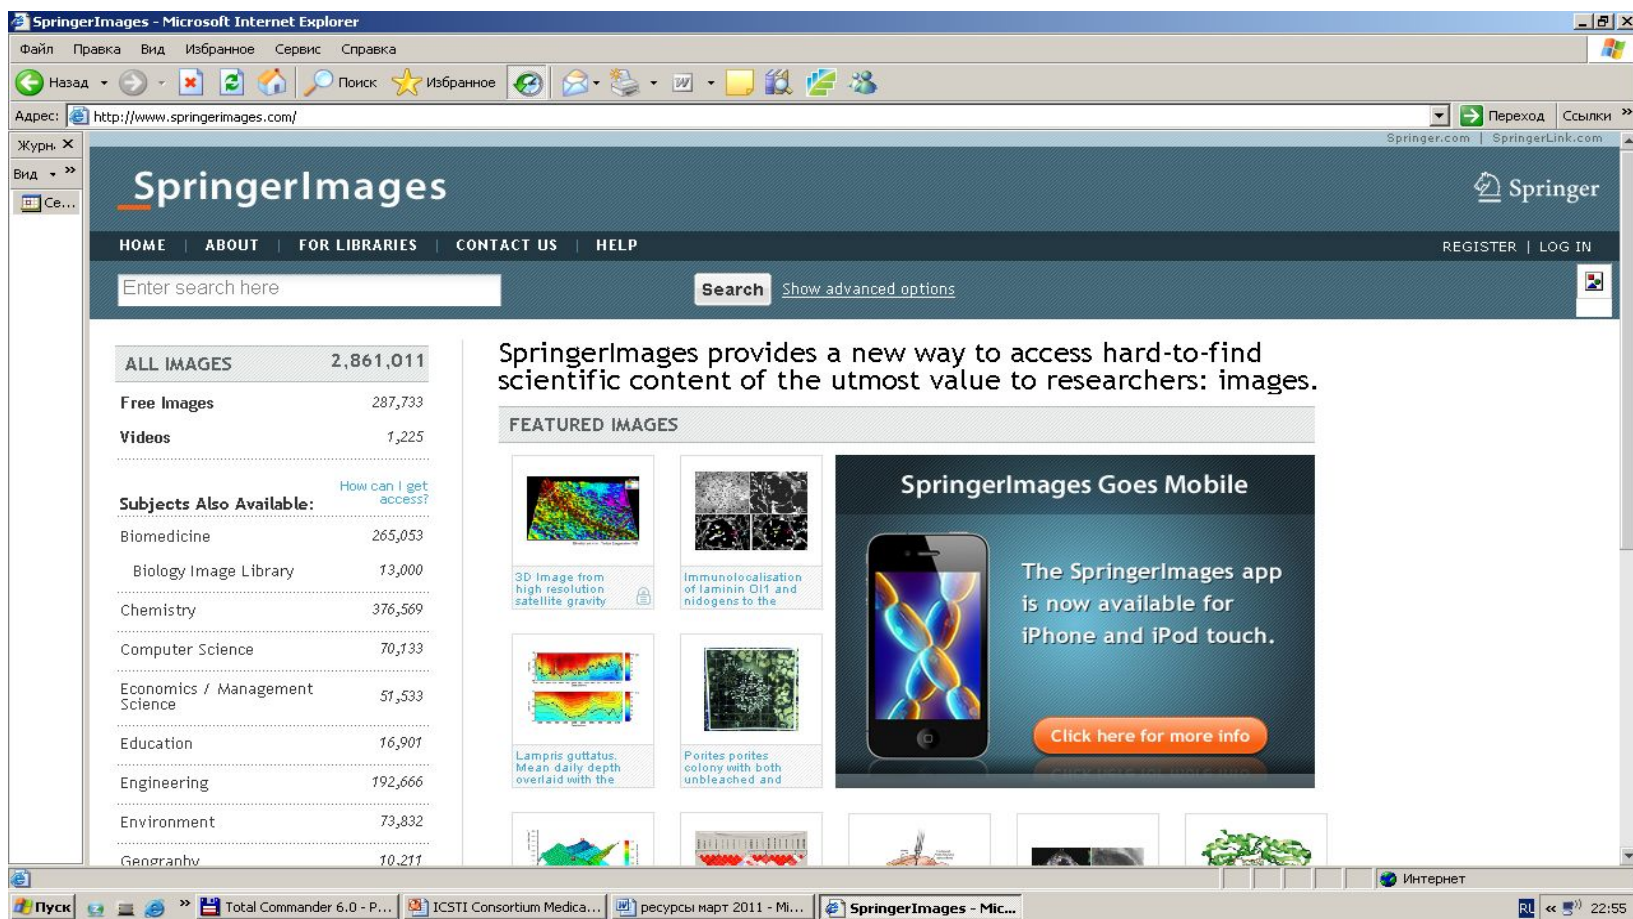 SpringerImages - Microsoft Internet Explorer
Файл Правка Вид Избранное Сервис Справка
Назад Поиск Избранное
Адрес: http://www.springerimages.com/ Переход Ссылки
Журн. Springer.com | SpringerLink.com
Вид
Се...
SpringerImages
Springer
HOME | ABOUT | FOR LIBRARIES | CONTACT US | HELP REGISTER | LOG IN
Enter search here Search Show advanced options
ALL IMAGES 2,861,011
Free Images 287,733
Videos 1,225
How can I get access?
Subjects Also Available:
Biomedicine 265,053
Biology Image Library 13,000
Chemistry 376,569
Computer Science 70,133
Economics / Management
Science 51,533
Education 16,901
Engineering 192,666
Environment 73,832
Geography 10,211
SpringerImages provides a new way to access hard-to-find
scientific content of the utmost value to researchers: images.
FEATURED IMAGES
3D Image from
high resolution
satellite gravity
Immunolocalisation
of laminin Ol1 and
nidogens to the
Lampris guttatus.
Mean daily depth
overlaid with the
Porites porites
colony with both
unbleached and
SpringerImages Goes Mobile
The SpringerImages app
is now available for
iPhone and iPod touch.
Click here for more info
Интернет
Пуск Total Commander 6.0 - P... ICSTI Consortium Medica... ресурсы март 2011 - Mi... SpringerImages - Mic... RL 22:55